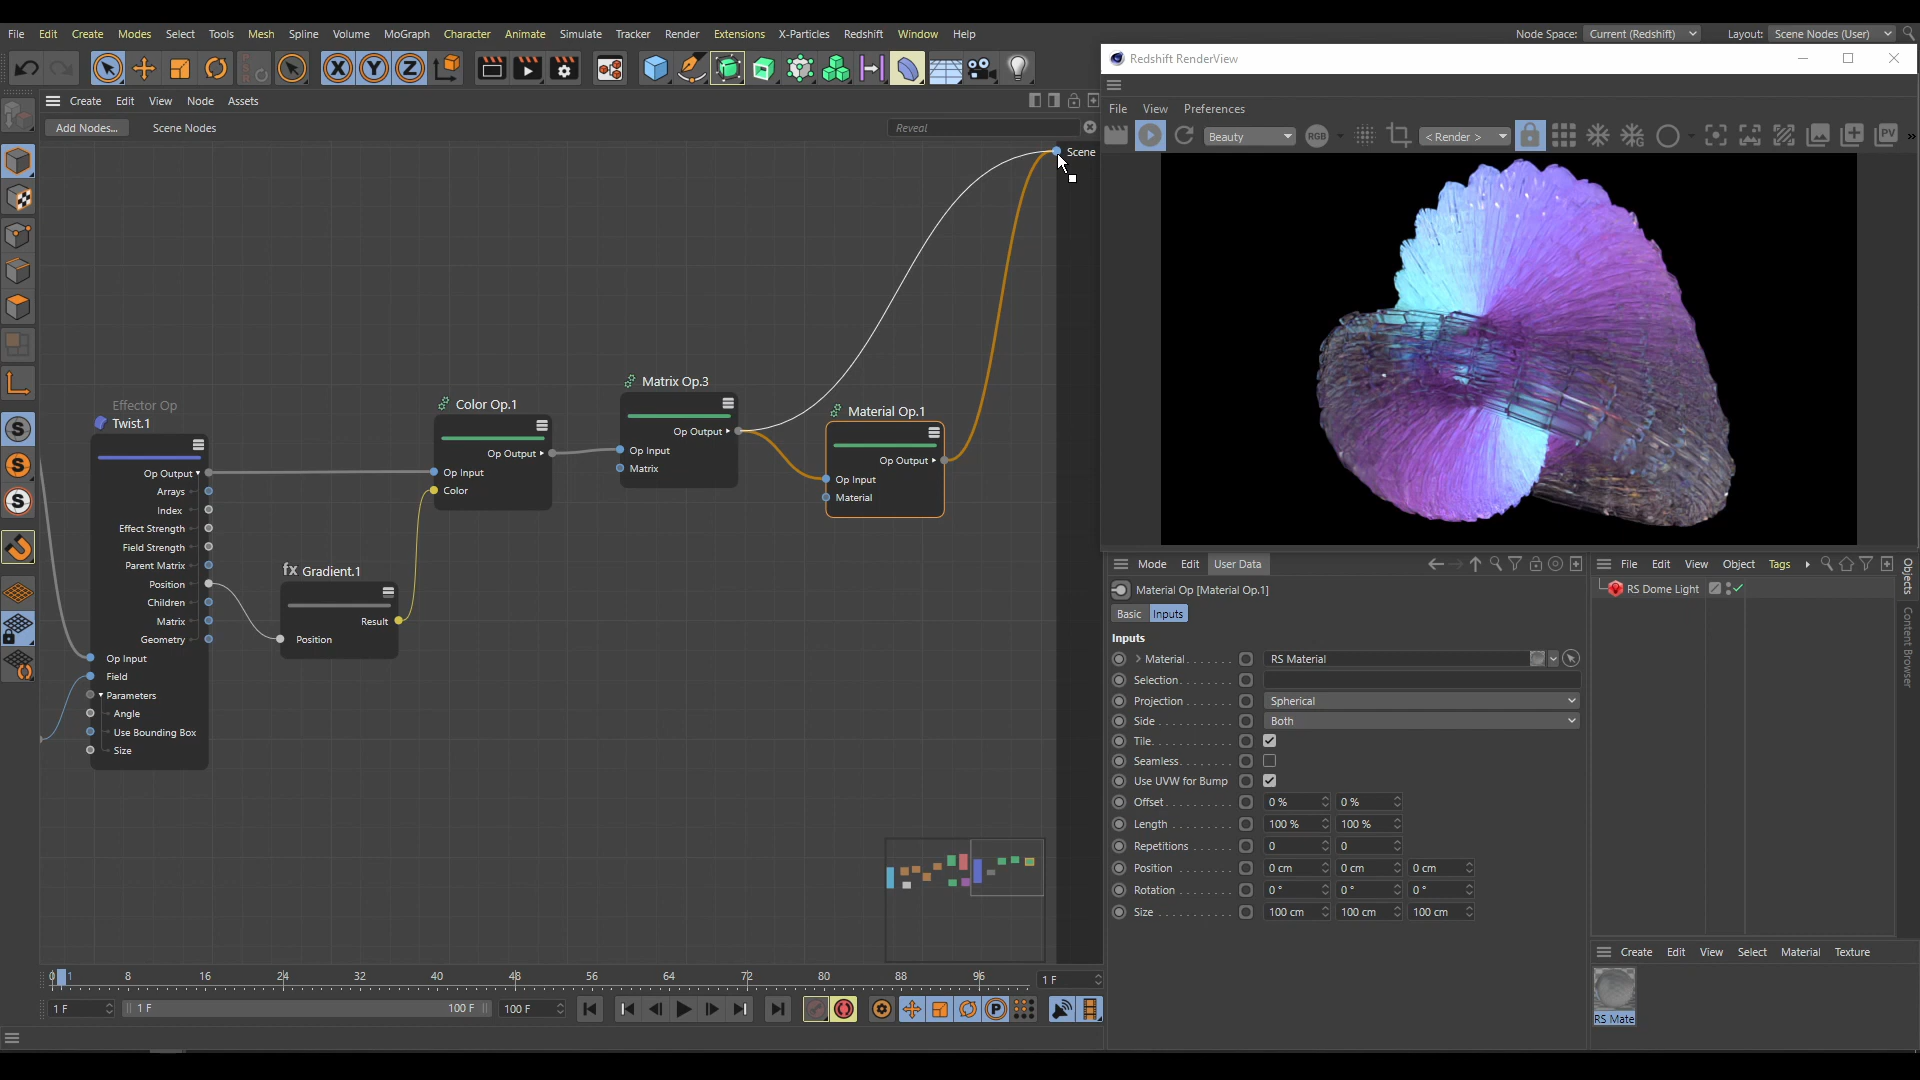 File Edit Create Modes Select Tools Mesh Spline Volume MoGraph Character Animate Simulate Tracker Render Redshift Extensions X-Particles Redshift Window Help
Node Space: Current (Redshift) Layout: Scene Nodes (User)
X Y Z
PSR
Create Edit View Node Assets
Add Nodes... Scene Nodes Reveal
Scene
Effector Op
Twist.1
Op Output
Arrays
Index
Effect Strength
Field Strength
Parent Matrix
Position
Children
Matrix
Geometry
Op Input
Field
Parameters
Angle
Use Bounding Box
Size
fx Gradient.1
Result
Position
Color Op.1
Op Output
Op Input
Color
Matrix Op.3
Op Output
Op Input
Matrix
Material Op.1
Op Output
Op Input
Material
S
S
S
Redshift RenderView
File View Preferences
Beauty RGB < Render > PV »
Mode Edit User Data
Material Op [Material Op.1]
Basic Inputs
Inputs
Material RS Material
Selection
Projection Spherical
Side Both
Tile
Seamless
Use UVW for Bump
Offset 0 % 0 %
Length 100 % 100 %
Repetitions 0 0
Position 0 cm 0 cm 0 cm
Rotation 0 ° 0 ° 0 °
Size 100 cm 100 cm 100 cm
File Edit View Object Tags
RS Dome Light
Objects
Content Browser
Create Edit View Select Material Texture
RS Mate
0 1 8 16 24 32 40 48 56 64 72 80 88 96 1 F
1 F 1 F 100 F 100 F P